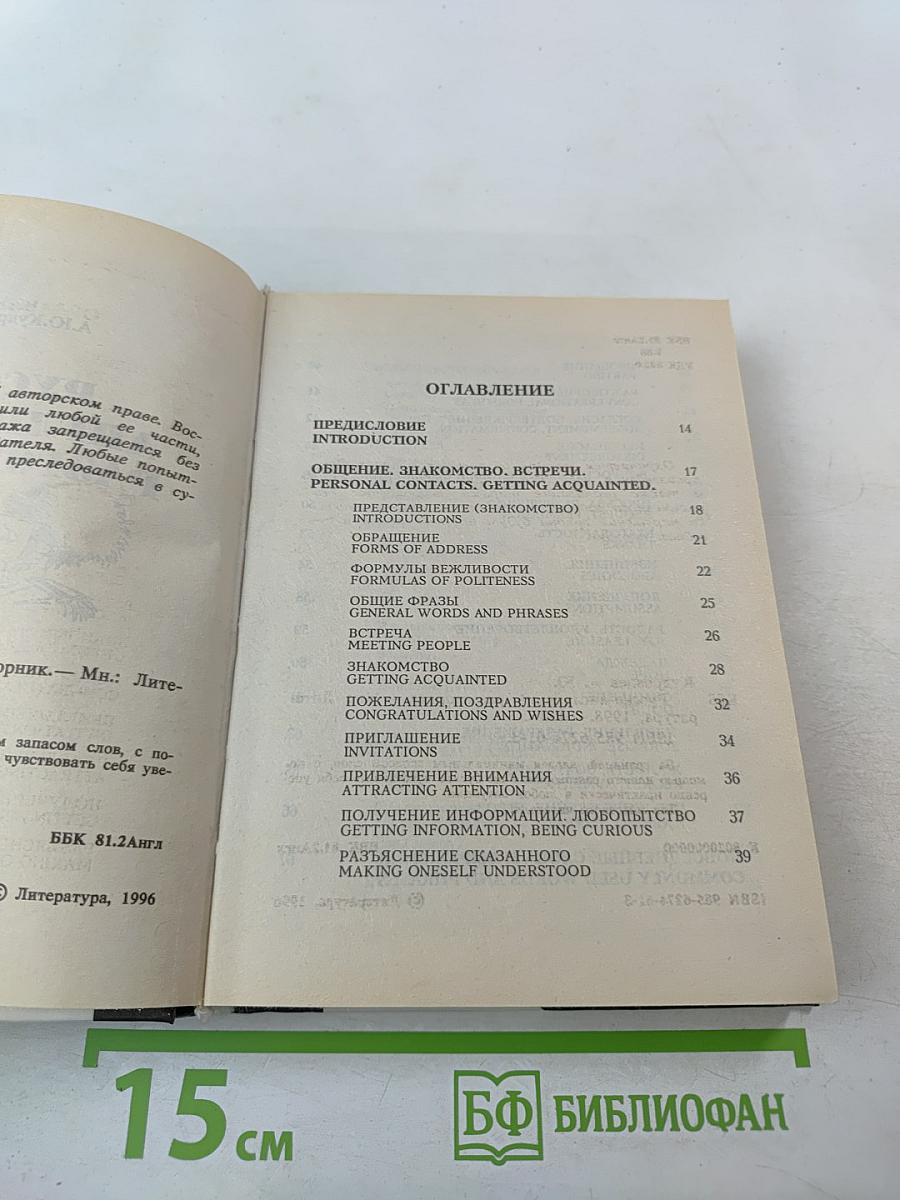 авторском праве. Вос-
или любой ее части,
запрещается без
Любые попыт-
преследоваться в су-
Мн.: Лите-
запасом слов, с по-
чувствовать себя уве-
ББК 81.2Англ
© Литература, 1996
ОГЛАВЛЕНИЕ
ПРЕДИСЛОВИЕ 14
INTRODUCTION
ОБЩЕНИЕ. ЗНАКОМСТВО. ВСТРЕЧИ. 17
PERSONAL CONTACTS. GETTING ACQUAINTED.
ПРЕДСТАВЛЕНИЕ (ЗНАКОМСТВО) 18
INTRODUCTIONS
ОБРАЩЕНИЕ 21
FORMS OF ADDRESS
ФОРМУЛЫ ВЕЖЛИВОСТИ 22
FORMULAS OF POLITENESS
ОБЩИЕ ФРАЗЫ 25
GENERAL WORDS AND PHRASES
ВСТРЕЧА 26
MEETING PEOPLE
ЗНАКОМСТВО 28
GETTING ACQUAINTED
ПОЖЕЛАНИЯ, ПОЗДРАВЛЕНИЯ 32
CONGRATULATIONS AND WISHES
ПРИГЛАШЕНИЕ 34
INVITATIONS
ПРИВЛЕЧЕНИЕ ВНИМАНИЯ 36
ATTRACTING ATTENTION
ПОЛУЧЕНИЕ ИНФОРМАЦИИ. ЛЮБОПЫТСТВО 37
GETTING INFORMATION, BEING CURIOUS
РАЗЪЯСНЕНИЕ СКАЗАННОГО 39
MAKING ONESELF UNDERSTOOD
15 см
БФ БИБЛИОФАН